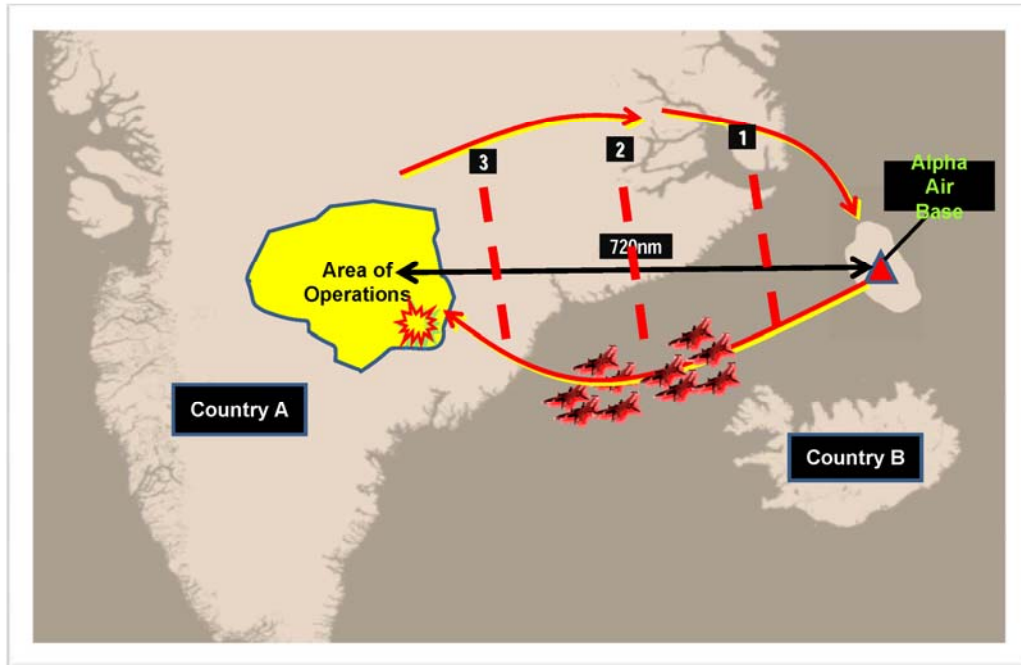 1
2
3
Alpha
Air
Base
720nm
Area of
Operations
Country A
Country B